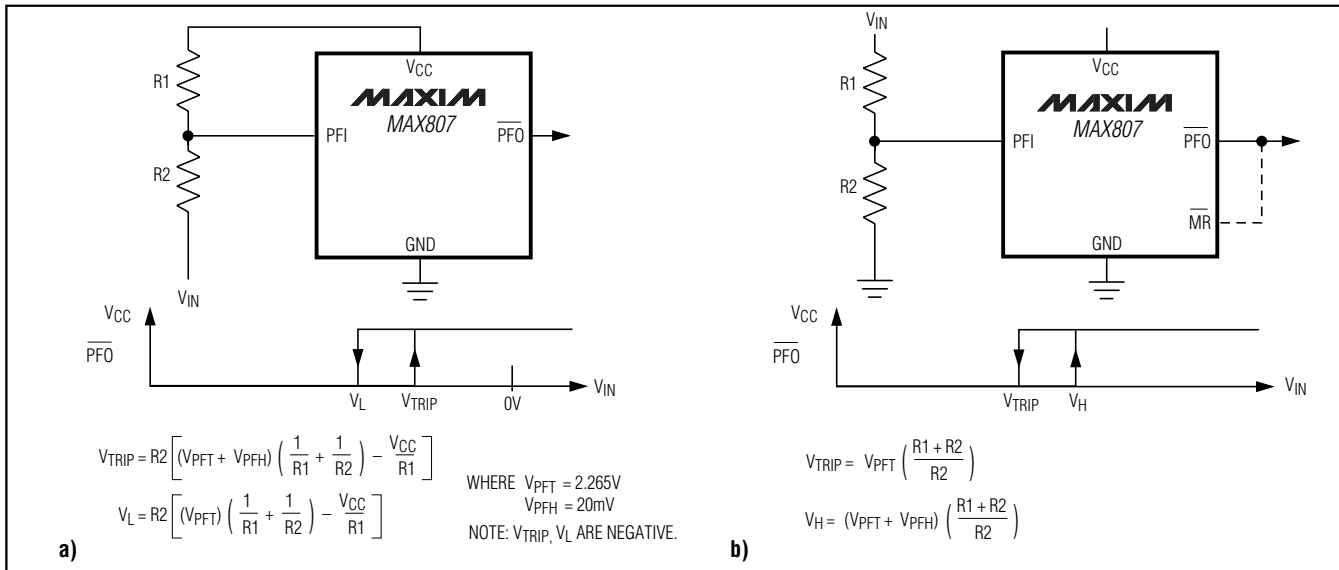 VCC
R1
MAXIM
MAX807
PFI
PFO
R2
GND
VIN
VCC
PFO
VL
VTRIP
0V
VIN
VTRIP = R2 [(VPFT + VPFH) (1/R1 + 1/R2) – VCC/R1]
VL = R2 [(VPFT) (1/R1 + 1/R2) – VCC/R1]
WHERE VPFT = 2.265V
VPFH = 20mV
NOTE: VTRIP, VL ARE NEGATIVE.
a)
VIN
R1
VCC
MAXIM
MAX807
PFI
PFO
R2
MR
GND
VCC
PFO
VTRIP
VH
VIN
VTRIP = VPFT (R1 + R2/R2)
VH = (VPFT + VPFH) (R1 + R2/R2)
b)